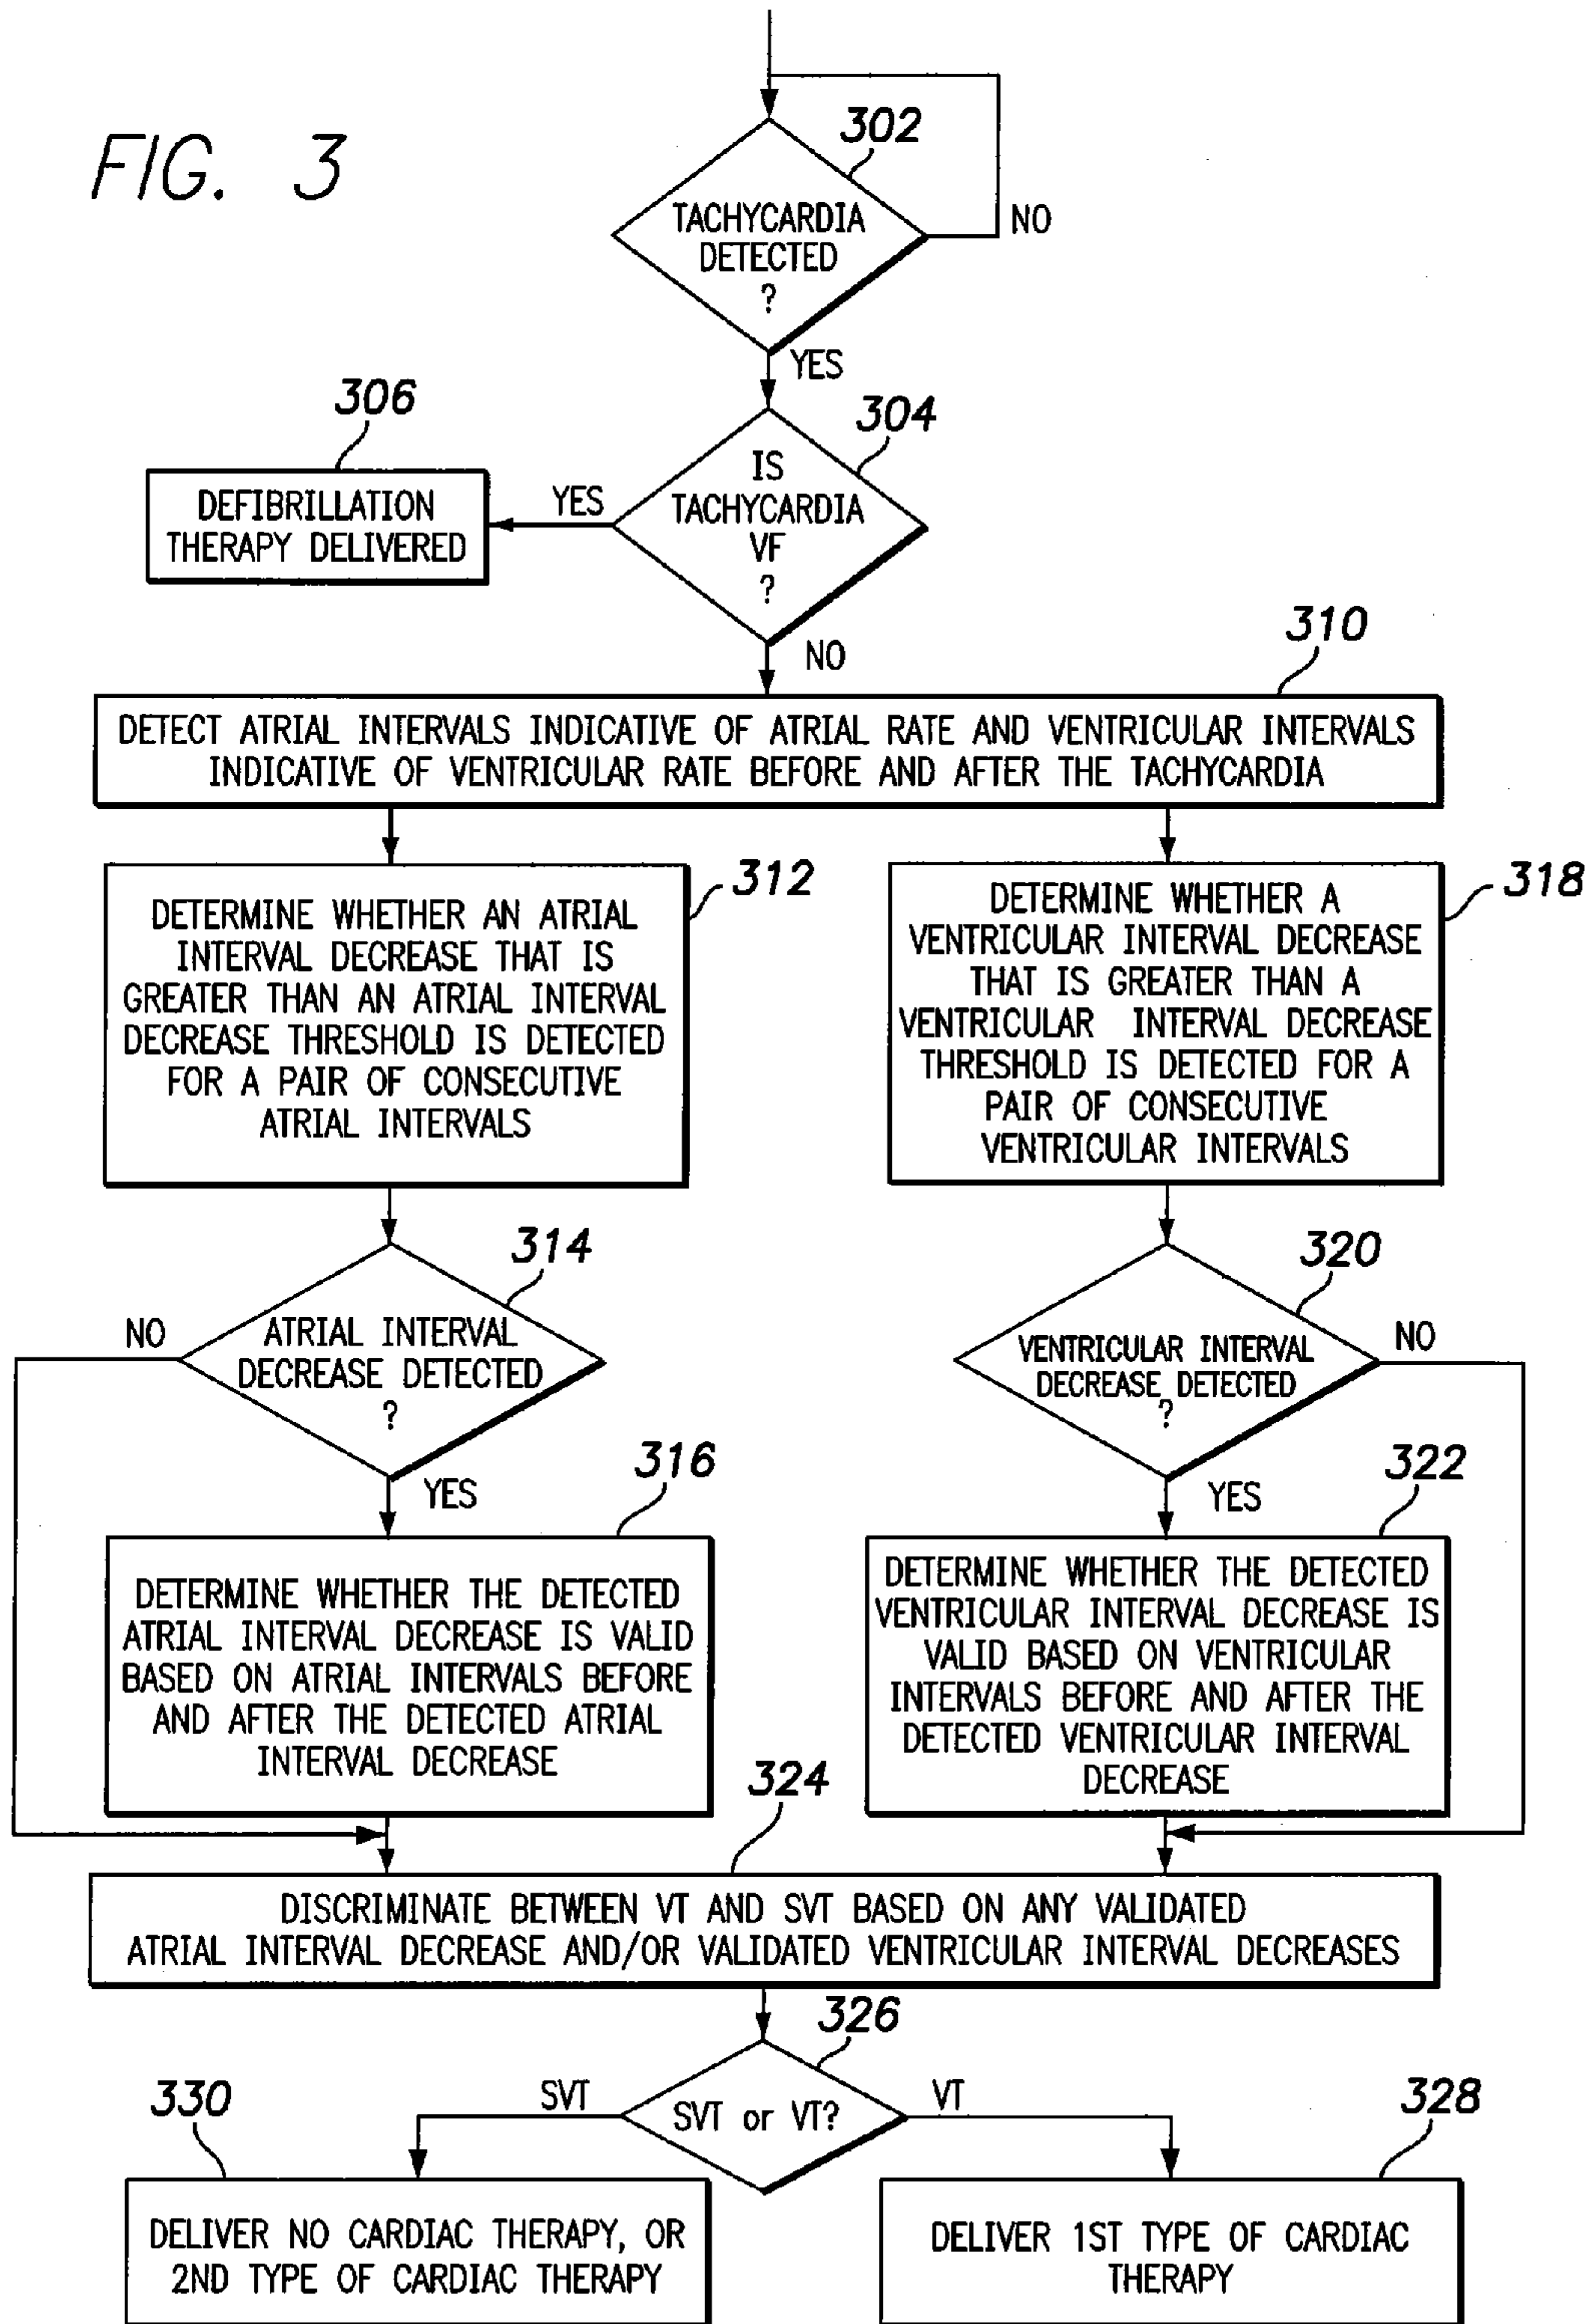 FIG. 3
302
TACHYCARDIA
DETECTED
?
NO
YES
304
306
IS
TACHYCARDIA
VF
?
YES
DEFIBRILLATION
THERAPY DELIVERED
NO
310
DETECT ATRIAL INTERVALS INDICATIVE OF ATRIAL RATE AND VENTRICULAR INTERVALS
INDICATIVE OF VENTRICULAR RATE BEFORE AND AFTER THE TACHYCARDIA
312
DETERMINE WHETHER AN ATRIAL
INTERVAL DECREASE THAT IS
GREATER THAN AN ATRIAL INTERVAL
DECREASE THRESHOLD IS DETECTED
FOR A PAIR OF CONSECUTIVE
ATRIAL INTERVALS
318
DETERMINE WHETHER A
VENTRICULAR INTERVAL DECREASE
THAT IS GREATER THAN A
VENTRICULAR INTERVAL DECREASE
THRESHOLD IS DETECTED FOR A
PAIR OF CONSECUTIVE
VENTRICULAR INTERVALS
314
NO
ATRIAL INTERVAL
DECREASE DETECTED
?
YES
320
VENTRICULAR INTERVAL
DECREASE DETECTED
?
NO
YES
316
DETERMINE WHETHER THE DETECTED
ATRIAL INTERVAL DECREASE IS VALID
BASED ON ATRIAL INTERVALS BEFORE
AND AFTER THE DETECTED ATRIAL
INTERVAL DECREASE
322
DETERMINE WHETHER THE DETECTED
VENTRICULAR INTERVAL DECREASE IS
VALID BASED ON VENTRICULAR
INTERVALS BEFORE AND AFTER THE
DETECTED VENTRICULAR INTERVAL
DECREASE
324
DISCRIMINATE BETWEEN VT AND SVT BASED ON ANY VALIDATED
ATRIAL INTERVAL DECREASE AND/OR VALIDATED VENTRICULAR INTERVAL DECREASES
326
SVT or VT?
SVT
VT
330
DELIVER NO CARDIAC THERAPY, OR
2ND TYPE OF CARDIAC THERAPY
328
DELIVER 1ST TYPE OF CARDIAC
THERAPY